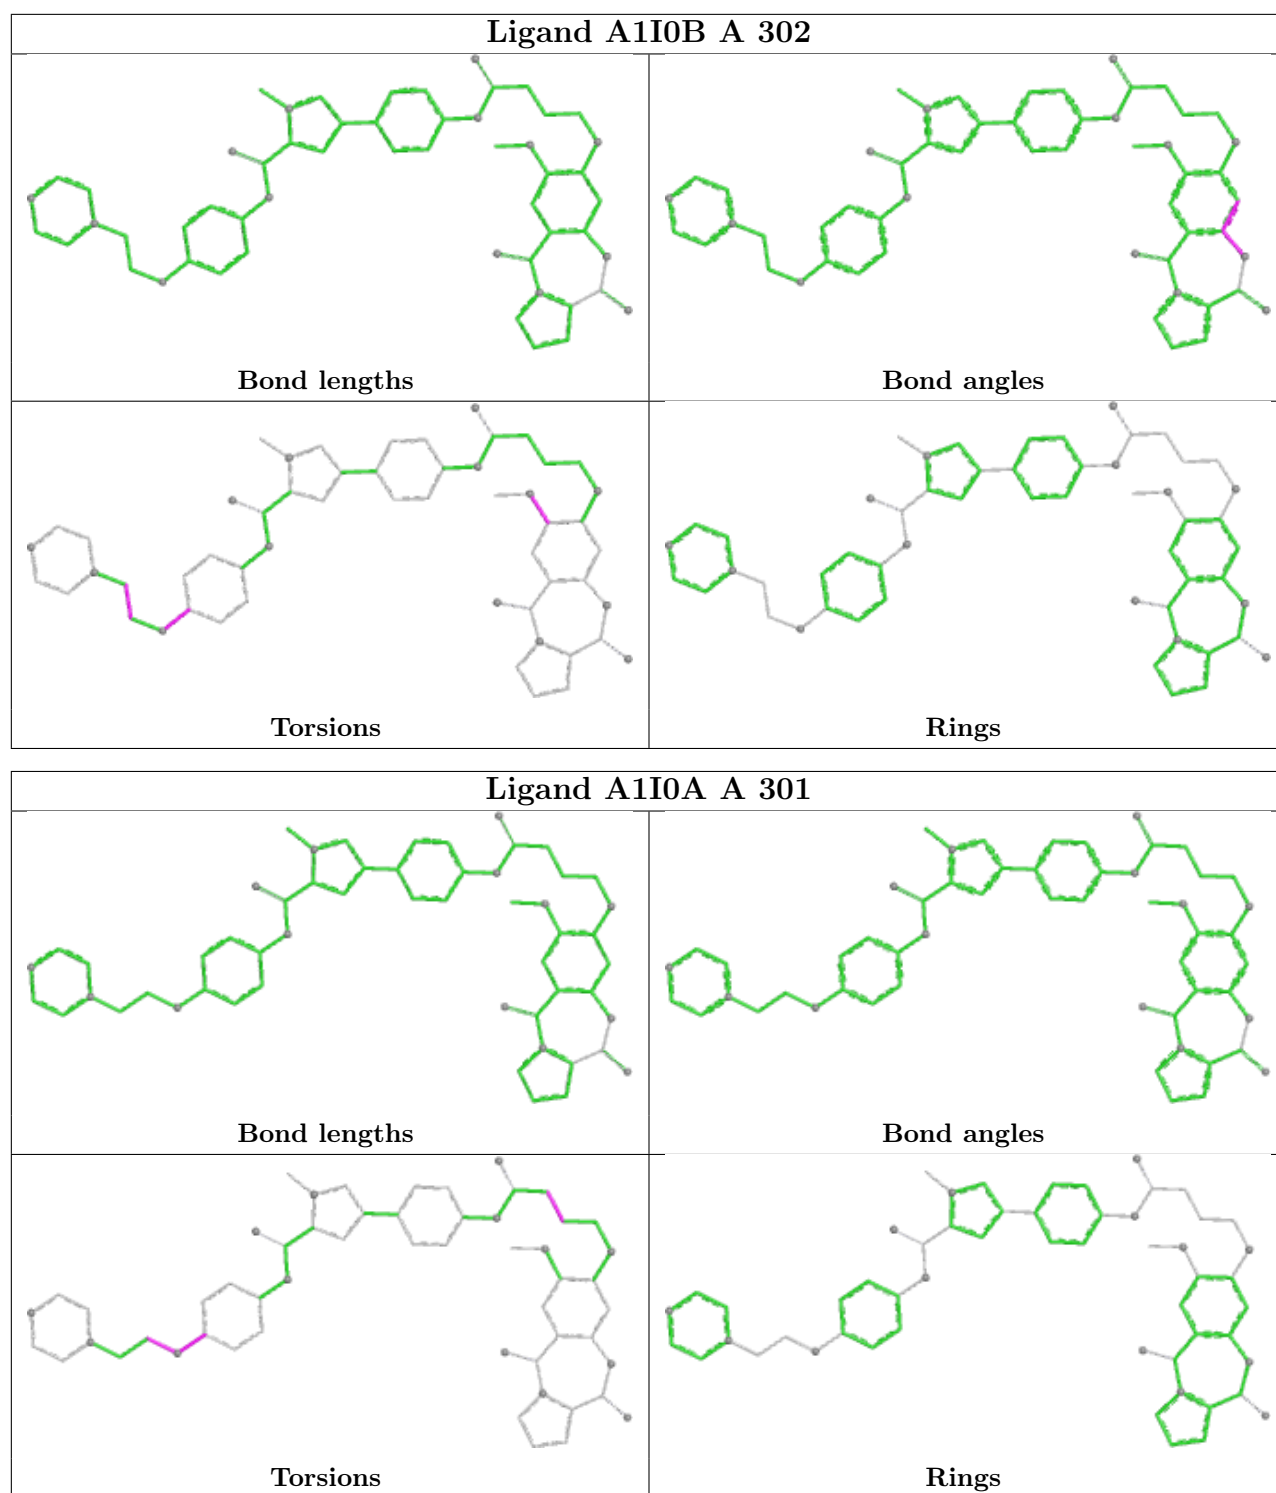 Ligand A1I0B A 302
Bond lengths
Bond angles
Torsions
Rings
Ligand A1I0A A 301
Bond lengths
Bond angles
Torsions
Rings